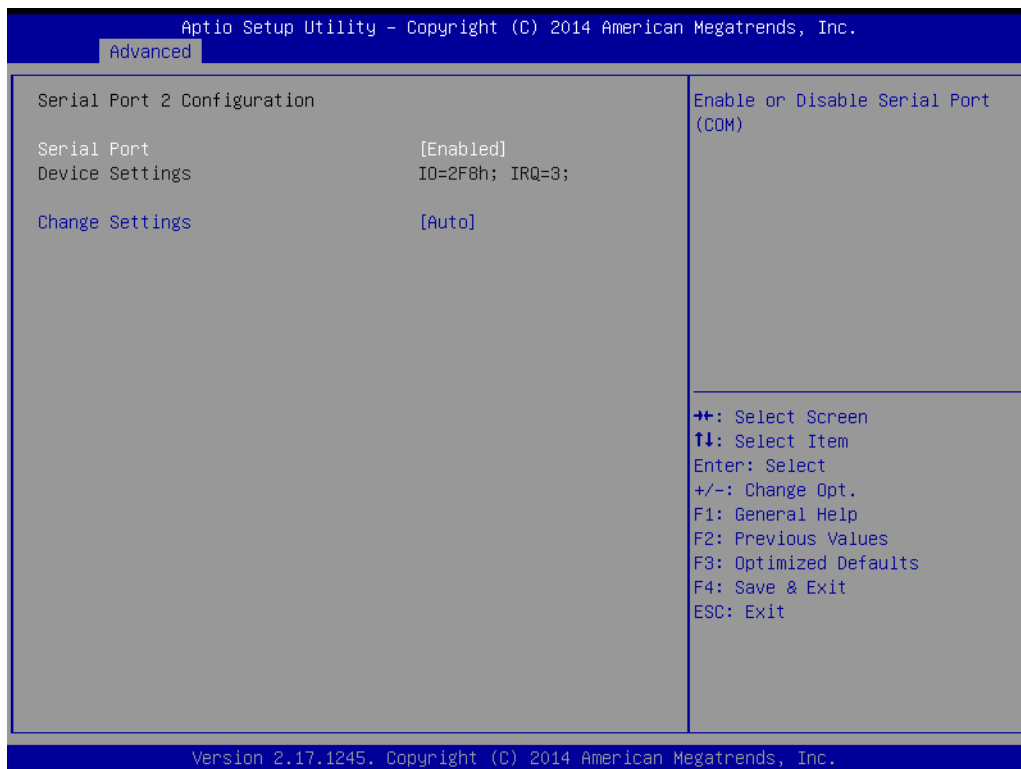 Aptio Setup Utility – Copyright (C) 2014 American Megatrends, Inc.
Advanced
Serial Port 2 Configuration
Serial Port [Enabled]
Device Settings IO=2F8h; IRQ=3;
Change Settings [Auto]
Enable or Disable Serial Port
(COM)
→←: Select Screen
↑↓: Select Item
Enter: Select
+/-: Change Opt.
F1: General Help
F2: Previous Values
F3: Optimized Defaults
F4: Save & Exit
ESC: Exit
Version 2.17.1245. Copyright (C) 2014 American Megatrends, Inc.